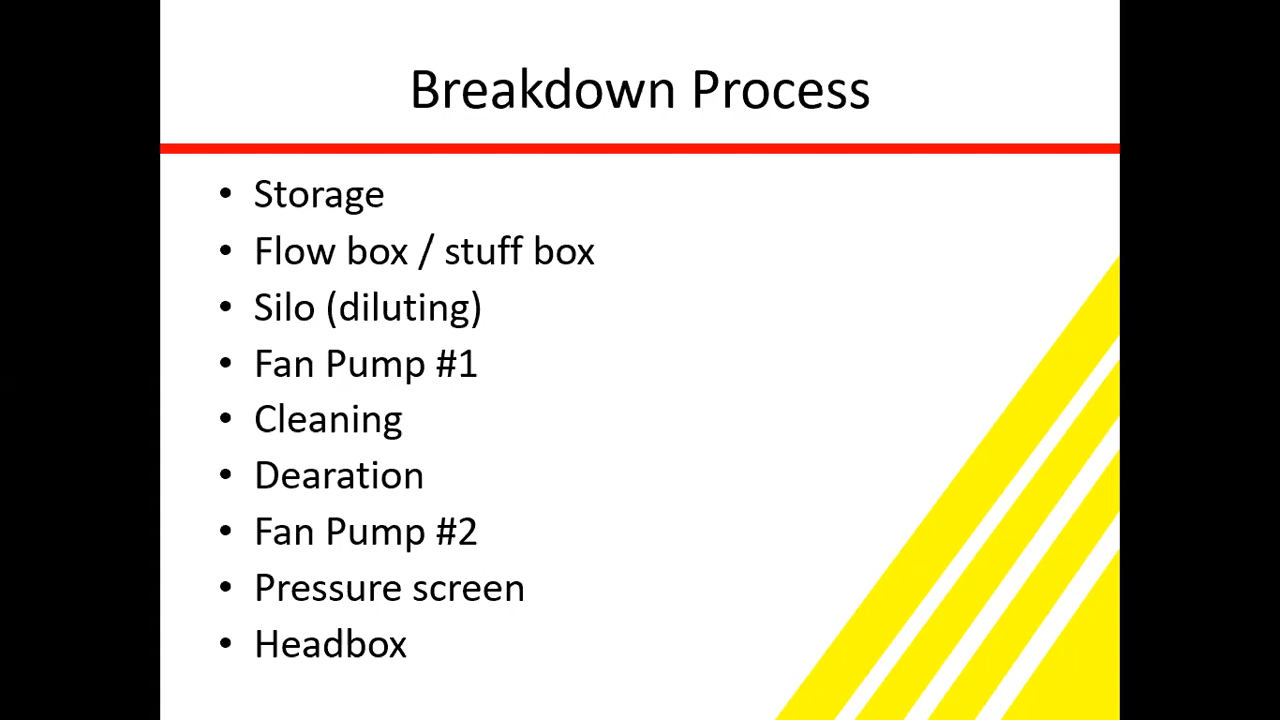 Breakdown Process
• Storage
• Flow box / stuff box
• Silo (diluting)
• Fan Pump #1
• Cleaning
• Dearation
• Fan Pump #2
• Pressure screen
• Headbox